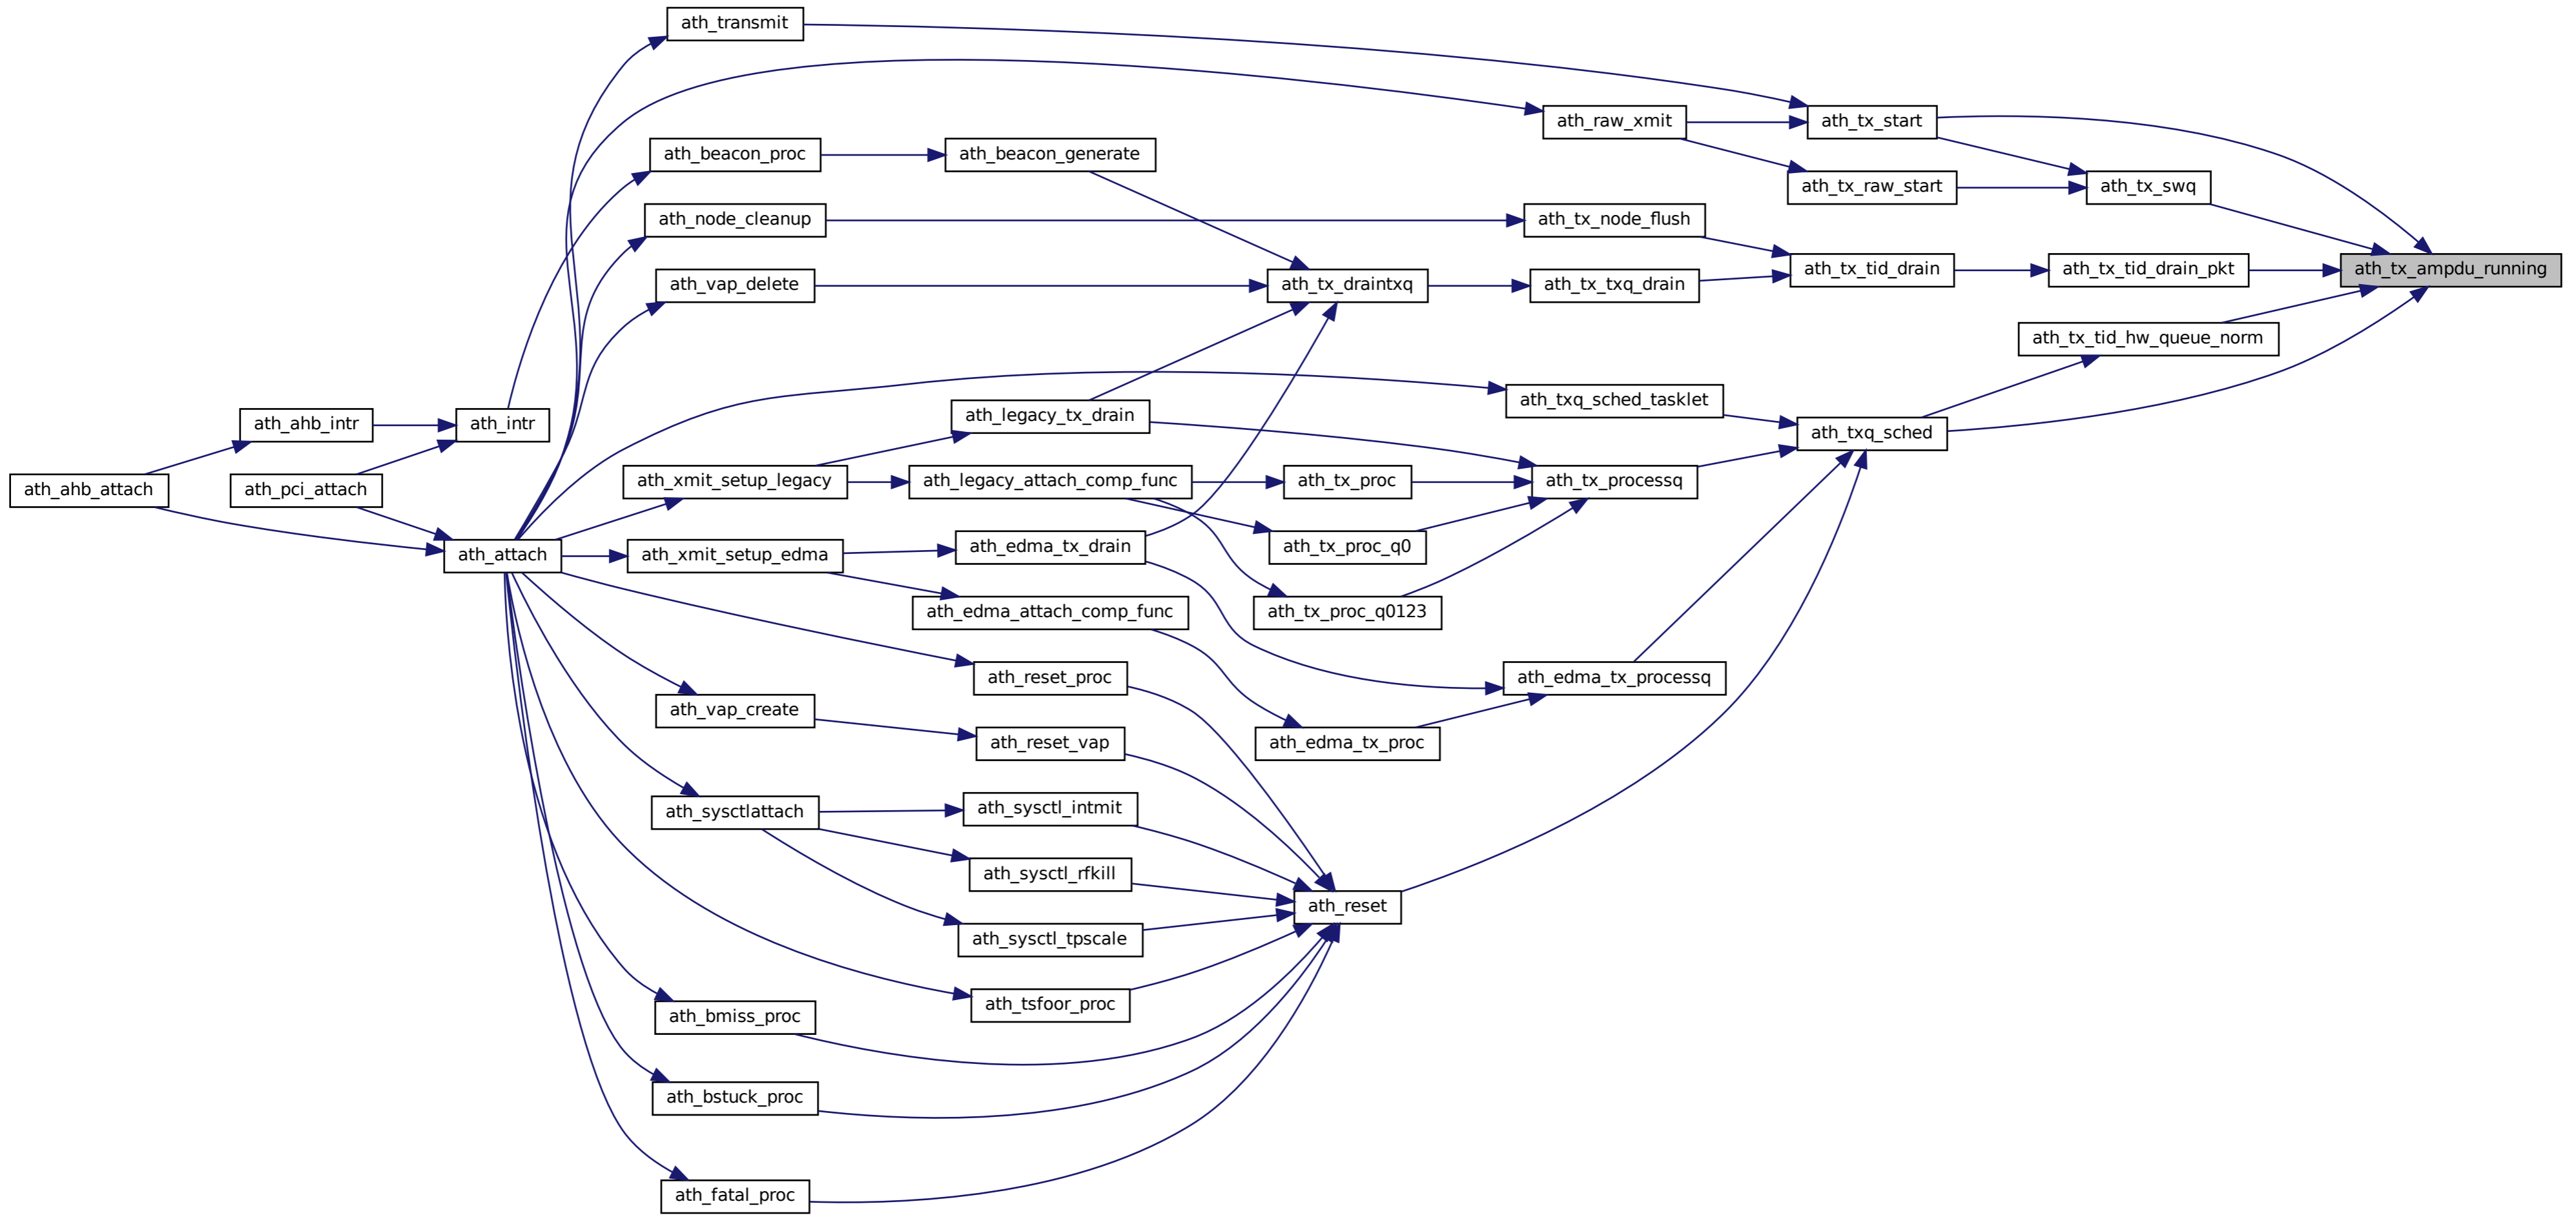 ath_transmit
ath_raw_xmit
ath_tx_start
ath_beacon_proc
ath_beacon_generate
ath_tx_raw_start
ath_tx_swq
ath_node_cleanup
ath_tx_node_flush
ath_vap_delete
ath_tx_draintxq
ath_tx_txq_drain
ath_tx_tid_drain
ath_tx_tid_drain_pkt
ath_tx_ampdu_running
ath_tx_tid_hw_queue_norm
ath_txq_sched_tasklet
ath_ahb_intr
ath_intr
ath_legacy_tx_drain
ath_txq_sched
ath_ahb_attach
ath_pci_attach
ath_xmit_setup_legacy
ath_legacy_attach_comp_func
ath_tx_proc
ath_tx_processq
ath_attach
ath_xmit_setup_edma
ath_edma_tx_drain
ath_tx_proc_q0
ath_edma_attach_comp_func
ath_tx_proc_q0123
ath_reset_proc
ath_edma_tx_processq
ath_vap_create
ath_reset_vap
ath_edma_tx_proc
ath_sysctlattach
ath_sysctl_intmit
ath_sysctl_rfkill
ath_reset
ath_sysctl_tpscale
ath_tsfoor_proc
ath_bmiss_proc
ath_bstuck_proc
ath_fatal_proc